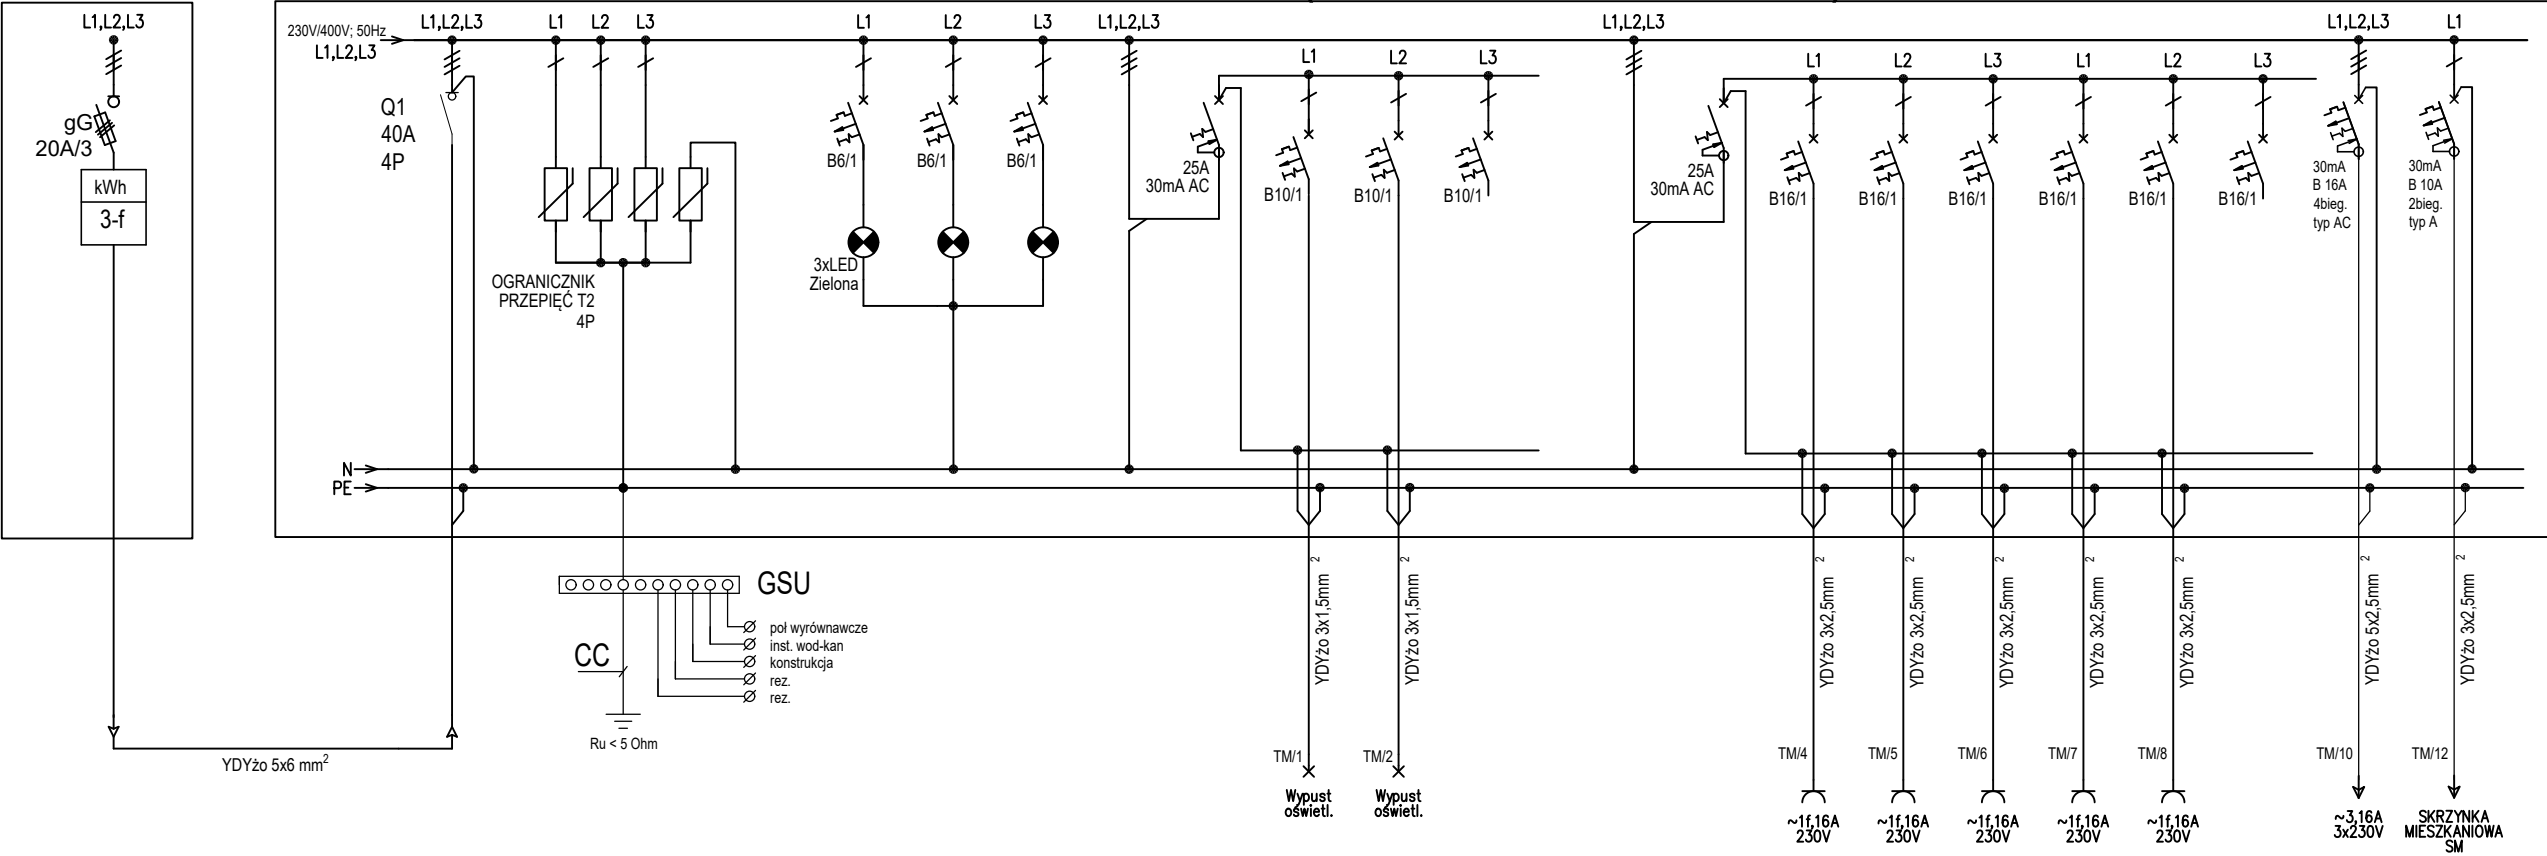 L1,L2,L3
gG
20A/3
kWh
3-f
230V/400V; 50Hz
L1,L2,L3
L1,L2,L3
L1
L2
L3
L1
L2
L3
L1,L2,L3
L1,L2,L3
L1,L2,L3
L1
Q1
40A
4P
OGRANICZNIK
PRZEPIĘĆ T2
4P
B6/1
B6/1
B6/1
3xLED
Zielona
25A
30mA AC
L1
L2
L3
B10/1
B10/1
B10/1
25A
30mA AC
L1
L2
L3
L1
L2
L3
B16/1
B16/1
B16/1
B16/1
B16/1
B16/1
30mA
B 16A
4bieg.
typ AC
30mA
B 10A
2bieg.
typ A
N
PE
GSU
poł wyrównawcze
inst. wod-kan
konstrukcja
rez.
rez.
CC
Ru < 5 Ohm
YDYżo 5x6 mm²
YDYżo 3x1,5mm²
YDYżo 3x1,5mm²
YDYżo 3x2,5mm²
YDYżo 3x2,5mm²
YDYżo 3x2,5mm²
YDYżo 3x2,5mm²
YDYżo 3x2,5mm²
YDYżo 5x2,5mm²
YDYżo 3x2,5mm²
TM/1
TM/2
TM/4
TM/5
TM/6
TM/7
TM/8
TM/10
TM/12
Wypust
oświetl.
Wypust
oświetl.
~1f,16A
230V
~1f,16A
230V
~1f,16A
230V
~1f,16A
230V
~1f,16A
230V
~3,16A
3x230V
SKRZYNKA
MIESZKANIOWA
SM